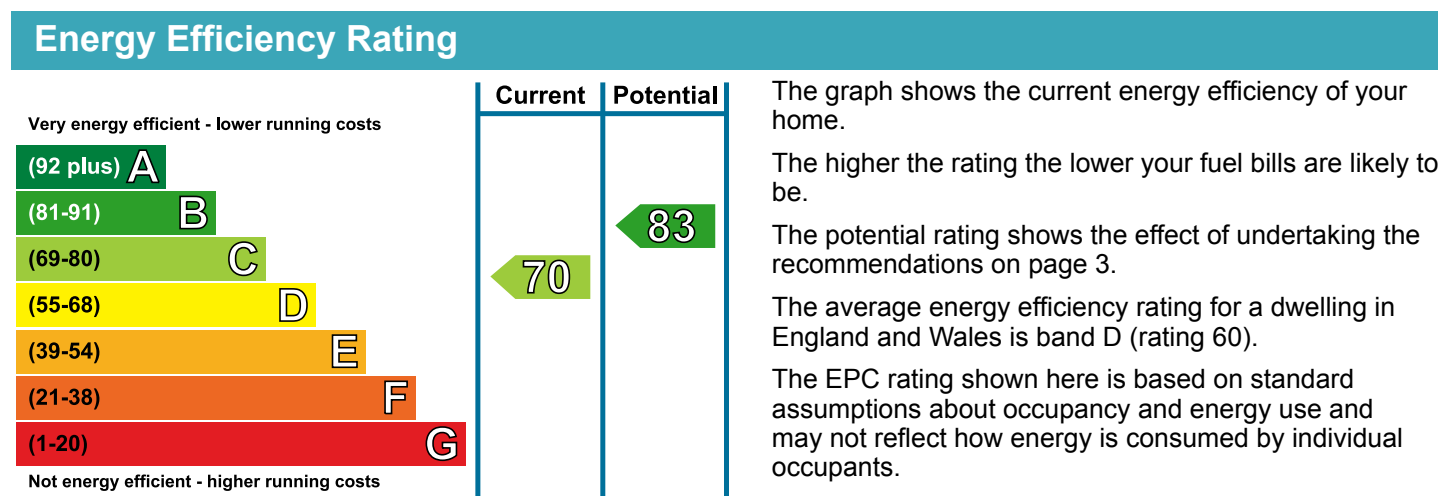 Energy Efficiency Rating
Current Potential
Very energy efficient - lower running costs
(92 plus) A
(81-91) B
83
(69-80) C
70
(55-68) D
(39-54) E
(21-38) F
(1-20) G
Not energy efficient - higher running costs
The graph shows the current energy efficiency of your
home.
The higher the rating the lower your fuel bills are likely to
be.
The potential rating shows the effect of undertaking the
recommendations on page 3.
The average energy efficiency rating for a dwelling in
England and Wales is band D (rating 60).
The EPC rating shown here is based on standard
assumptions about occupancy and energy use and
may not reflect how energy is consumed by individual
occupants.